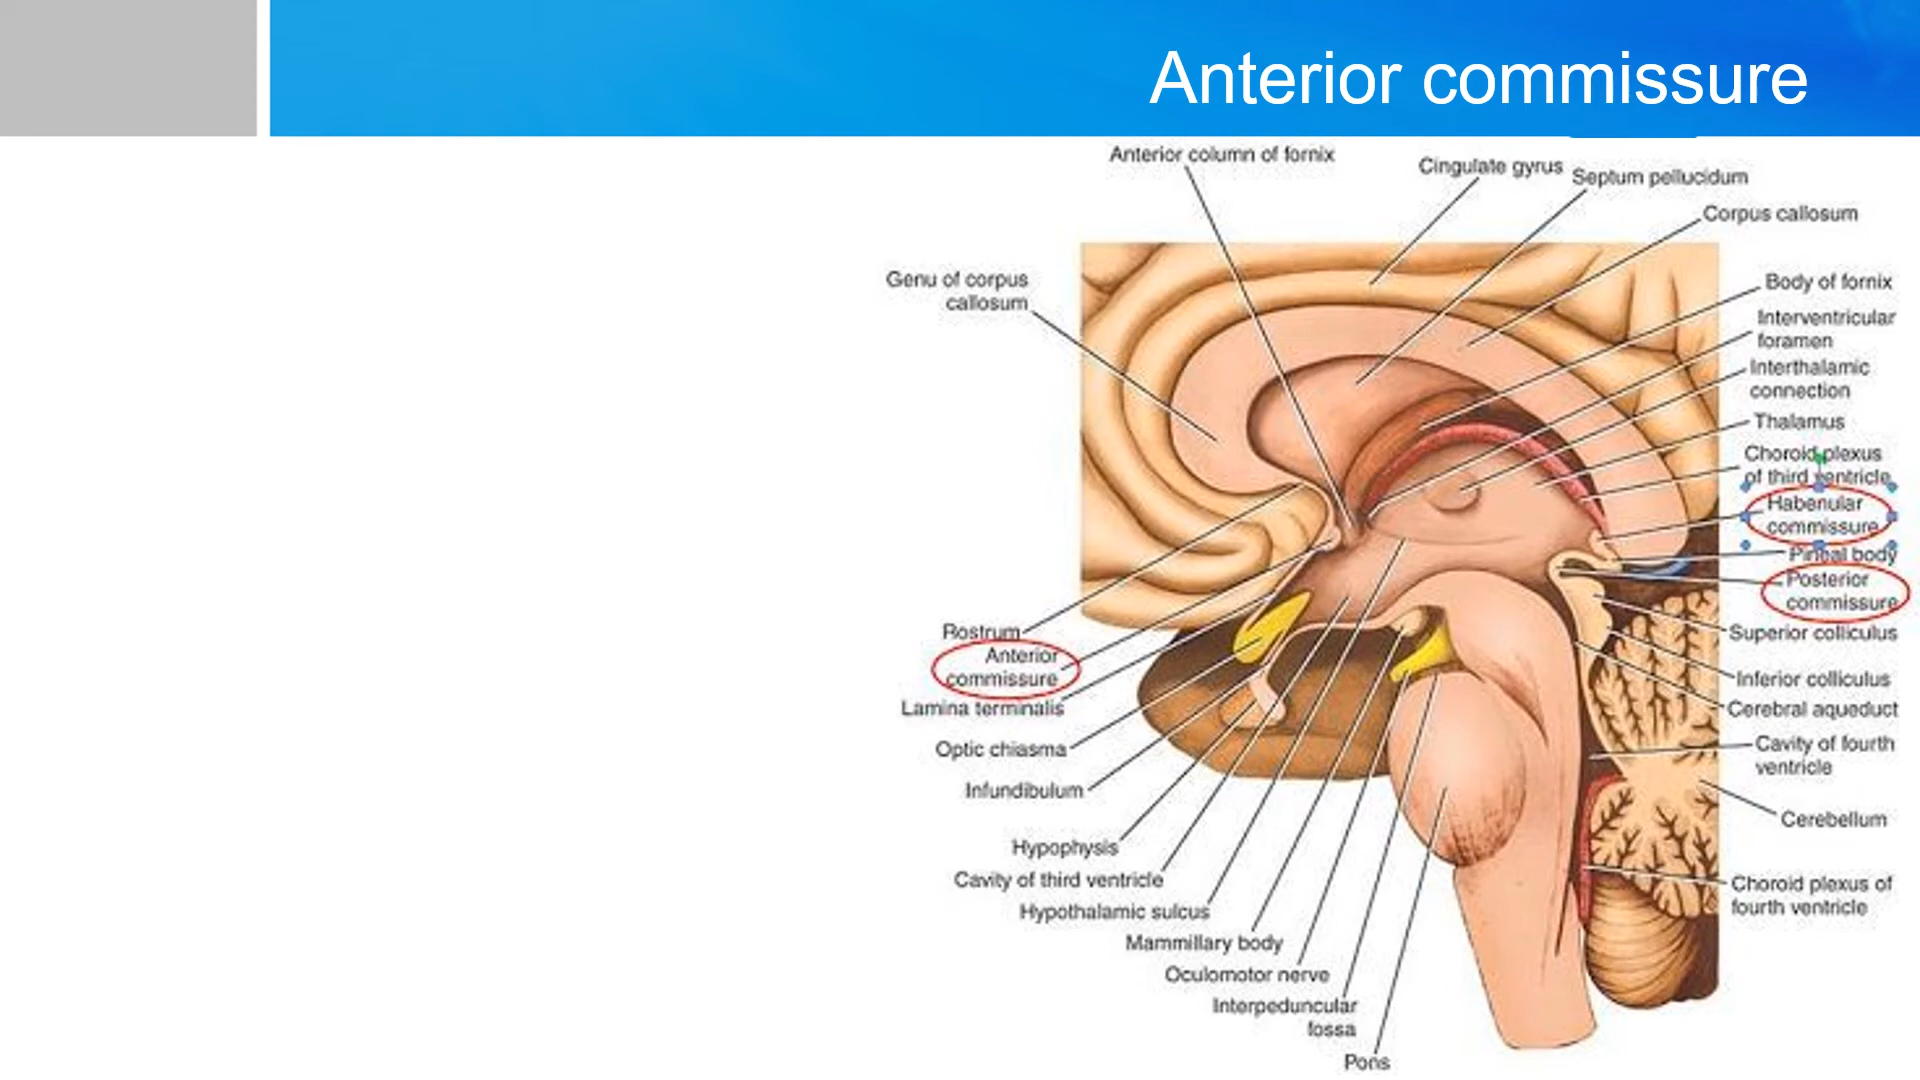 Anterior commissure
Anterior column of fornix
Cingulate gyrus
Septum pellucidum
Corpus callosum
Genu of corpus
callosum
Body of fornix
Interventricular
foramen
Interthalamic
connection
Thalamus
Choroid plexus
of third ventricle
Habenular
commissure
Pineal body
Posterior
commissure
Superior colliculus
Inferior colliculus
Cerebral aqueduct
Cavity of fourth
ventricle
Cerebellum
Choroid plexus of
fourth ventricle
Rostrum
Anterior
commissure
Lamina terminalis
Optic chiasma
Infundibulum
Hypophysis
Cavity of third ventricle
Hypothalamic sulcus
Mammillary body
Oculomotor nerve
Interpeduncular
fossa
Pons